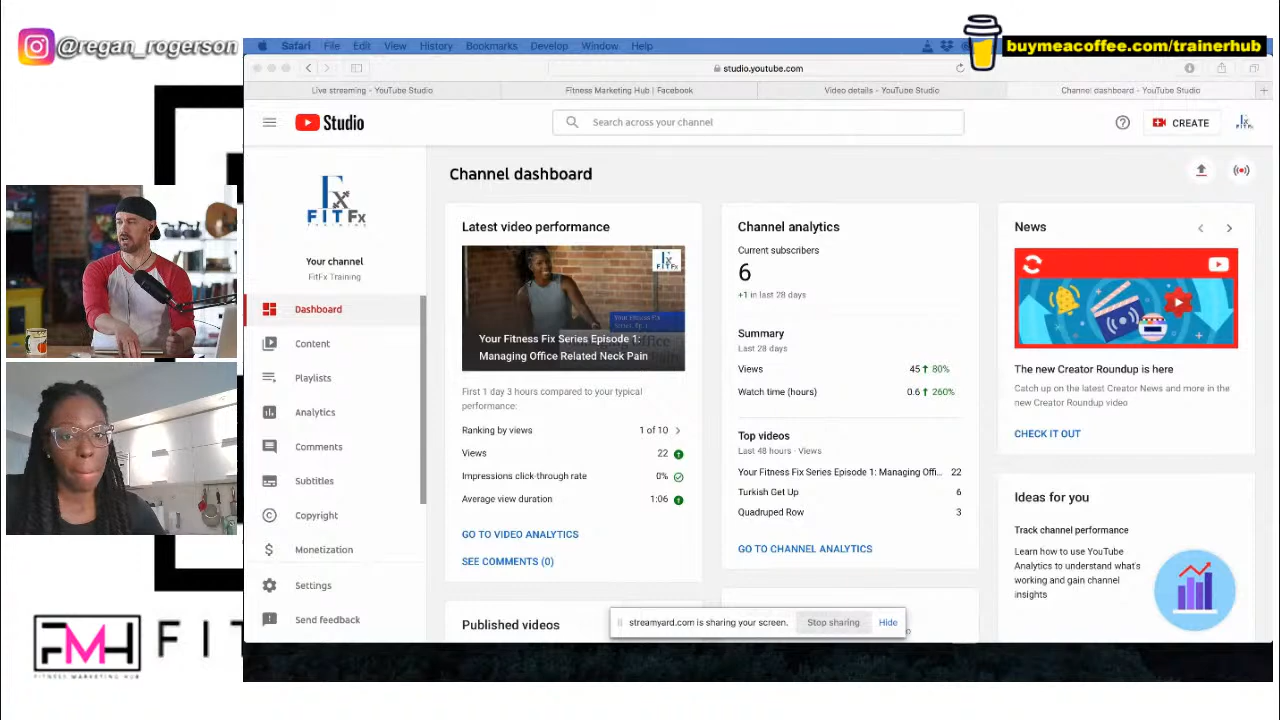 @regan_rogerson
buymeacoffee.com/trainerhub
Safari File Edit View History Bookmarks Develop Window Help
studio.youtube.com
Live streaming - YouTube Studio
Fitness Marketing Hub | Facebook
Video details - YouTube Studio
Channel dashboard - YouTube Studio
Studio
Search across your channel
CREATE
FITFx
Your channel
FitFx Training
Dashboard
Content
Playlists
Analytics
Comments
Subtitles
Copyright
Monetization
Settings
Send feedback
Channel dashboard
Latest video performance
Your Fitness Fix Series Episode 1:
Managing Office Related Neck Pain
First 1 day 3 hours compared to your typical
performance:
Ranking by views 1 of 10
Views 22
Impressions click-through rate 0%
Average view duration 1:06
GO TO VIDEO ANALYTICS
SEE COMMENTS (0)
Published videos
Channel analytics
Current subscribers
6
+1 in last 28 days
Summary
Last 28 days
Views 45 80%
Watch time (hours) 0.6 260%
Top videos
Last 48 hours · Views
Your Fitness Fix Series Episode 1: Managing Offi... 22
Turkish Get Up 6
Quadruped Row 3
GO TO CHANNEL ANALYTICS
News
The new Creator Roundup is here
Catch up on the latest Creator News and more in the
new Creator Roundup video
CHECK IT OUT
Ideas for you
Track channel performance
Learn how to use YouTube
Analytics to understand what's
working and gain channel
insights
streamyard.com is sharing your screen.
Stop sharing
Hide
FMH
FITNESS MARKETING HUB
F I T